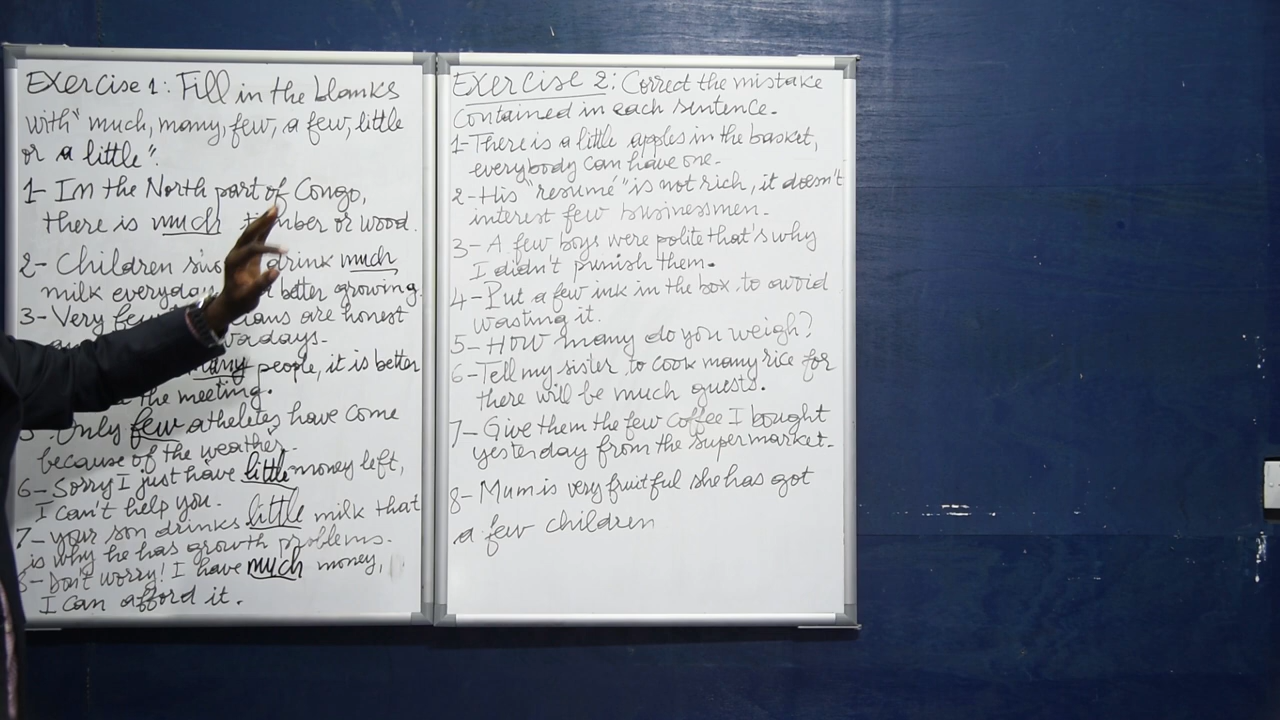 Exercise 1: Fill in the blanks
with "much, many, few, a few, little
or a little".
1- In the North part of Congo,
there is much timber or wood.
2- Children drink much
milk everyday better growing.
3- Very few are honest
many people, it is better
the meeting.
Only few atheletes have come
because of the weather.
6- Sorry I just have little money left,
I can't help you.
7- your son drinks little milk that
is why he has growth problems.
8- Don't worry! I have much money,
I can afford it.
Exercise 2: Correct the mistake
contained in each sentence.
1- There is a little apples in the basket,
everybody can have one.
2- His "resumé" is not rich, it doesn't
interest few businessmen.
3- A few boys were polite that's why
I didn't punish them.
4- Put a few ink in the box to avoid
wasting it.
5- How many do you weigh?
6- Tell my sister to cook many rice for
there will be much guests.
7- Give them the few coffee I bought
yesterday from the supermarket.
8- Mum is very fruitful she has got
a few children